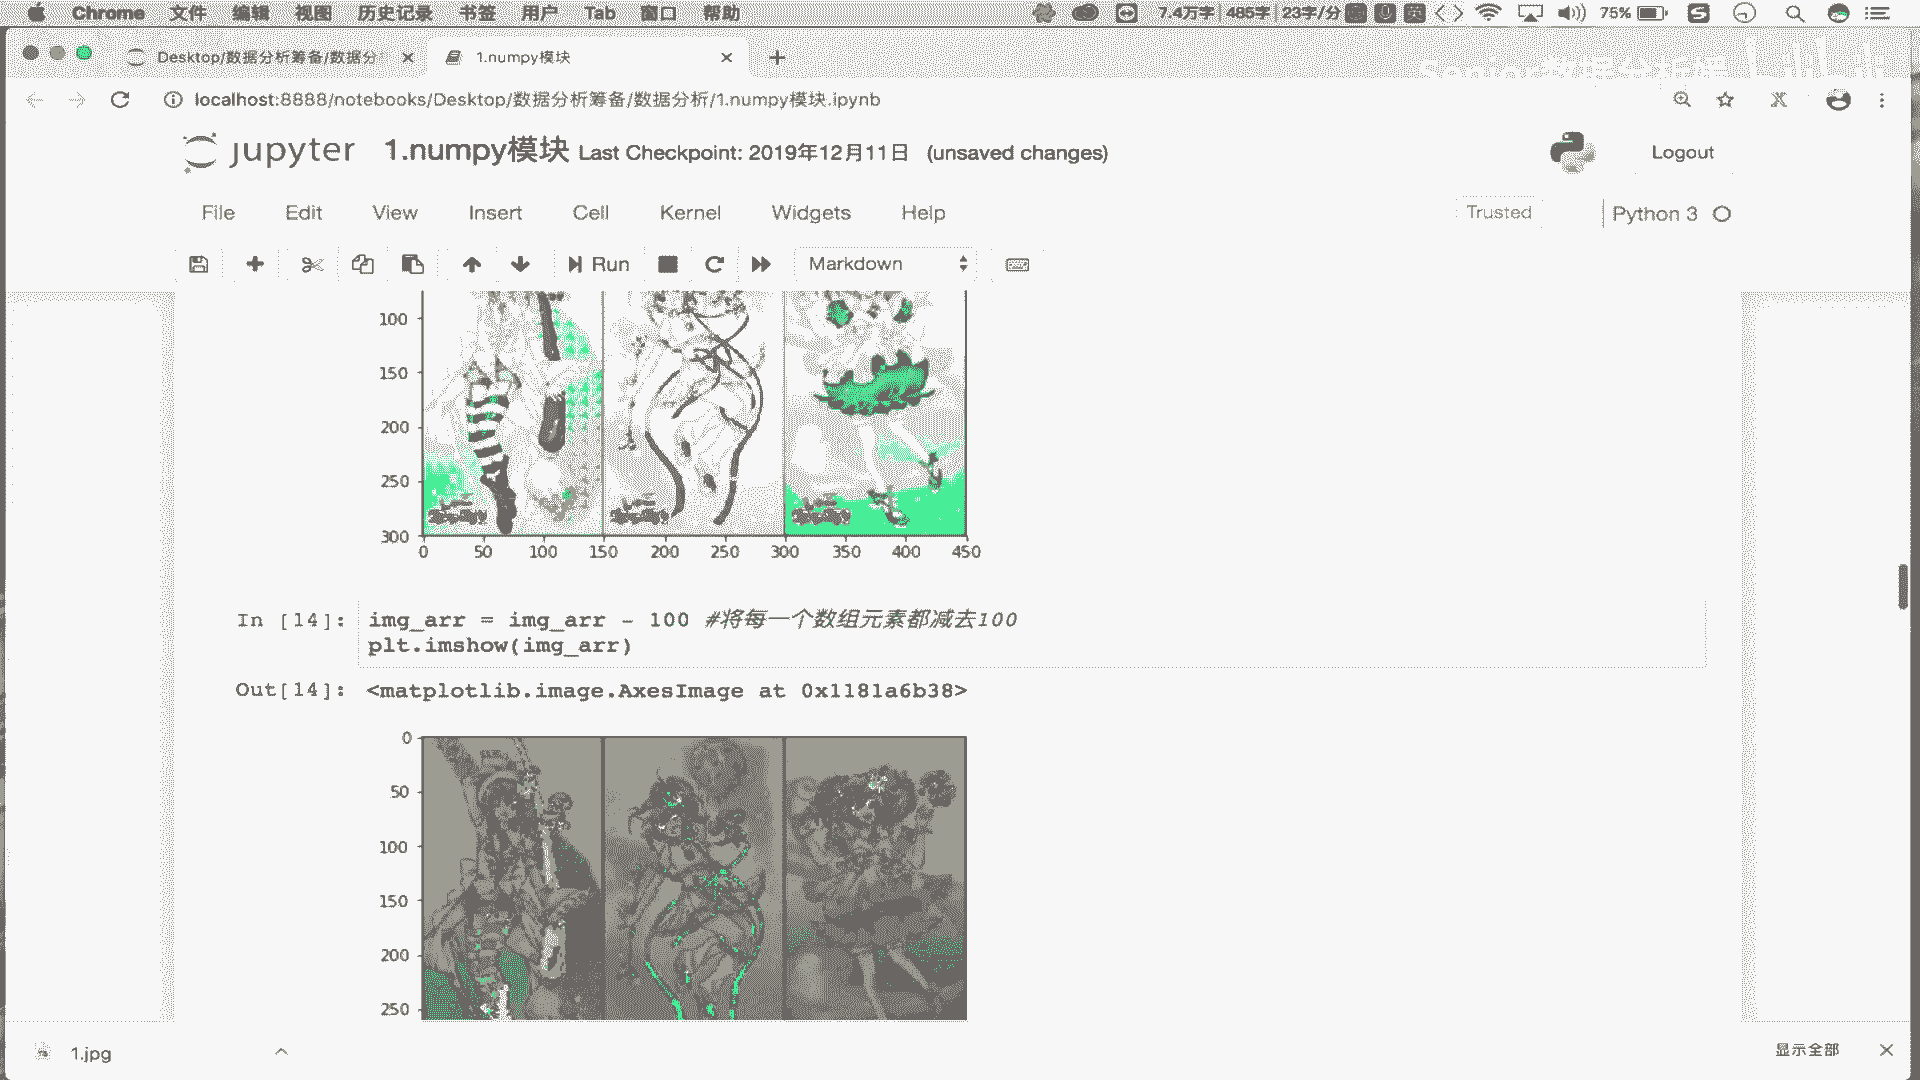 Chrome 文件 编辑 视图 历史记录 书签 用户 Tab 窗口 帮助 7.4万字 485字 23字/分 英 75%
Desktop/数据分析筹备/数据分 1.numpy模块
localhost:8888/notebooks/Desktop/数据分析筹备/数据分析/1.numpy模块.ipynb
jupyter 1.numpy模块 Last Checkpoint: 2019年12月11日 (unsaved changes) Logout
File Edit View Insert Cell Kernel Widgets Help Trusted Python 3
Run Markdown
100
150
200
250
300
0 50 100 150 200 250 300 350 400 450
In [14]: img_arr = img_arr - 100 #将每一个数组元素都减去100
plt.imshow(img_arr)
Out[14]: <matplotlib.image.AxesImage at 0x1181a6b38>
0
50
100
150
200
250
1.jpg 显示全部